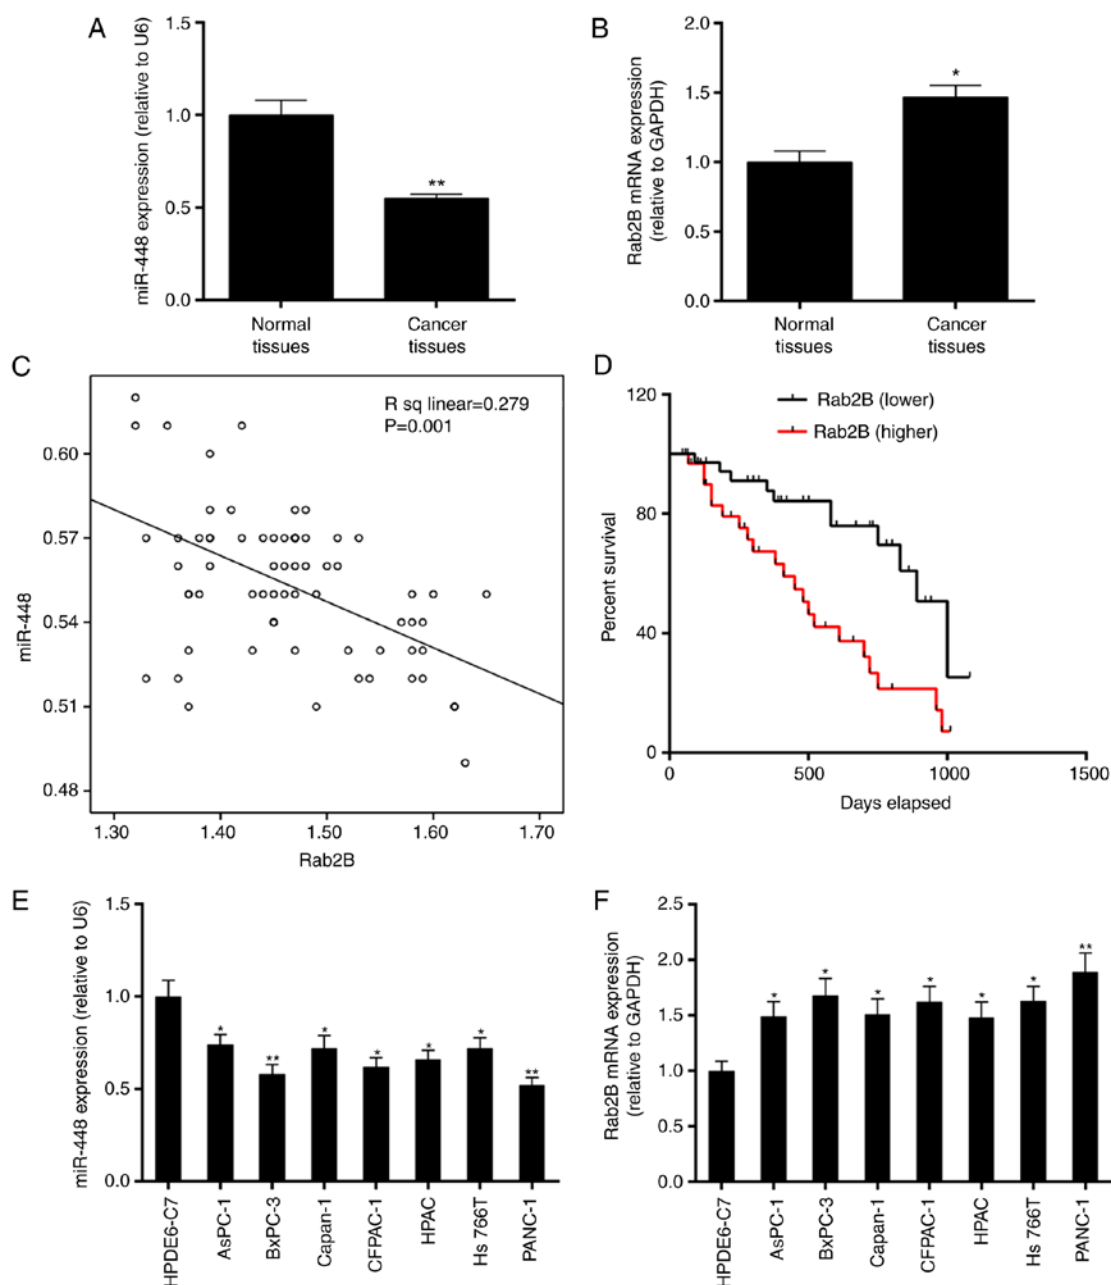 A
miR-448 expression (relative to U6)
1.5
1.0
0.5
0.0
**
Normal
tissues
Cancer
tissues
B
Rab2B mRNA expression
(relative to GAPDH)
2.0
1.5
1.0
0.5
0.0
*
Normal
tissues
Cancer
tissues
C
miR-448
0.60
0.57
0.54
0.51
0.48
R sq linear=0.279
P=0.001
1.30
1.40
1.50
1.60
1.70
Rab2B
D
Percent survival
120
80
40
0
Rab2B (lower)
Rab2B (higher)
0
500
1000
1500
Days elapsed
E
miR-448 expression (relative to U6)
1.5
1.0
0.5
0.0
*
**
*
*
*
*
**
HPDE6-C7
AsPC-1
BxPC-3
Capan-1
CFPAC-1
HPAC
Hs 766T
PANC-1
F
Rab2B mRNA expression
(relative to GAPDH)
2.5
2.0
1.5
1.0
0.5
0.0
*
*
*
*
*
*
**
HPDE6-C7
AsPC-1
BxPC-3
Capan-1
CFPAC-1
HPAC
Hs 766T
PANC-1